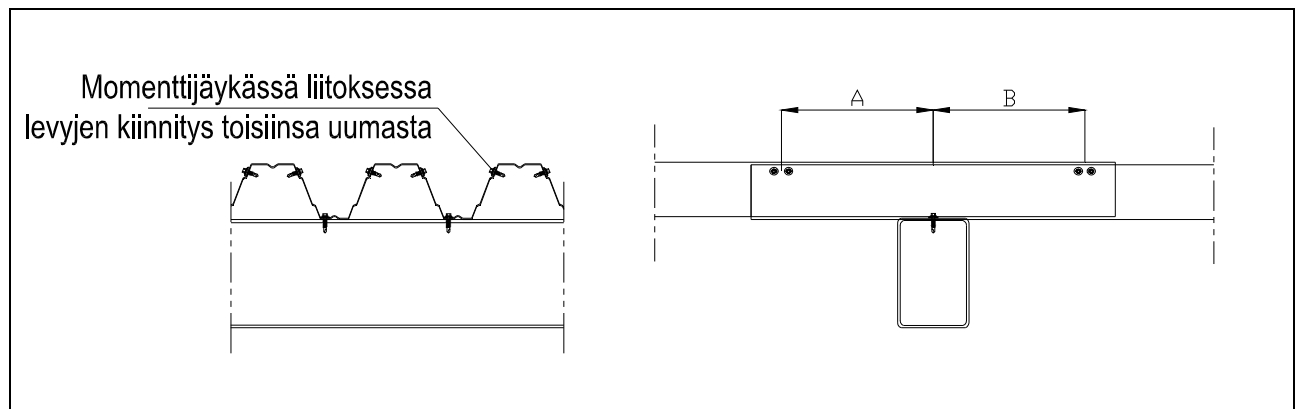 Momenttijäykässä liitoksessa
levyjen kiinnitys toisiinsa uumasta
A
B